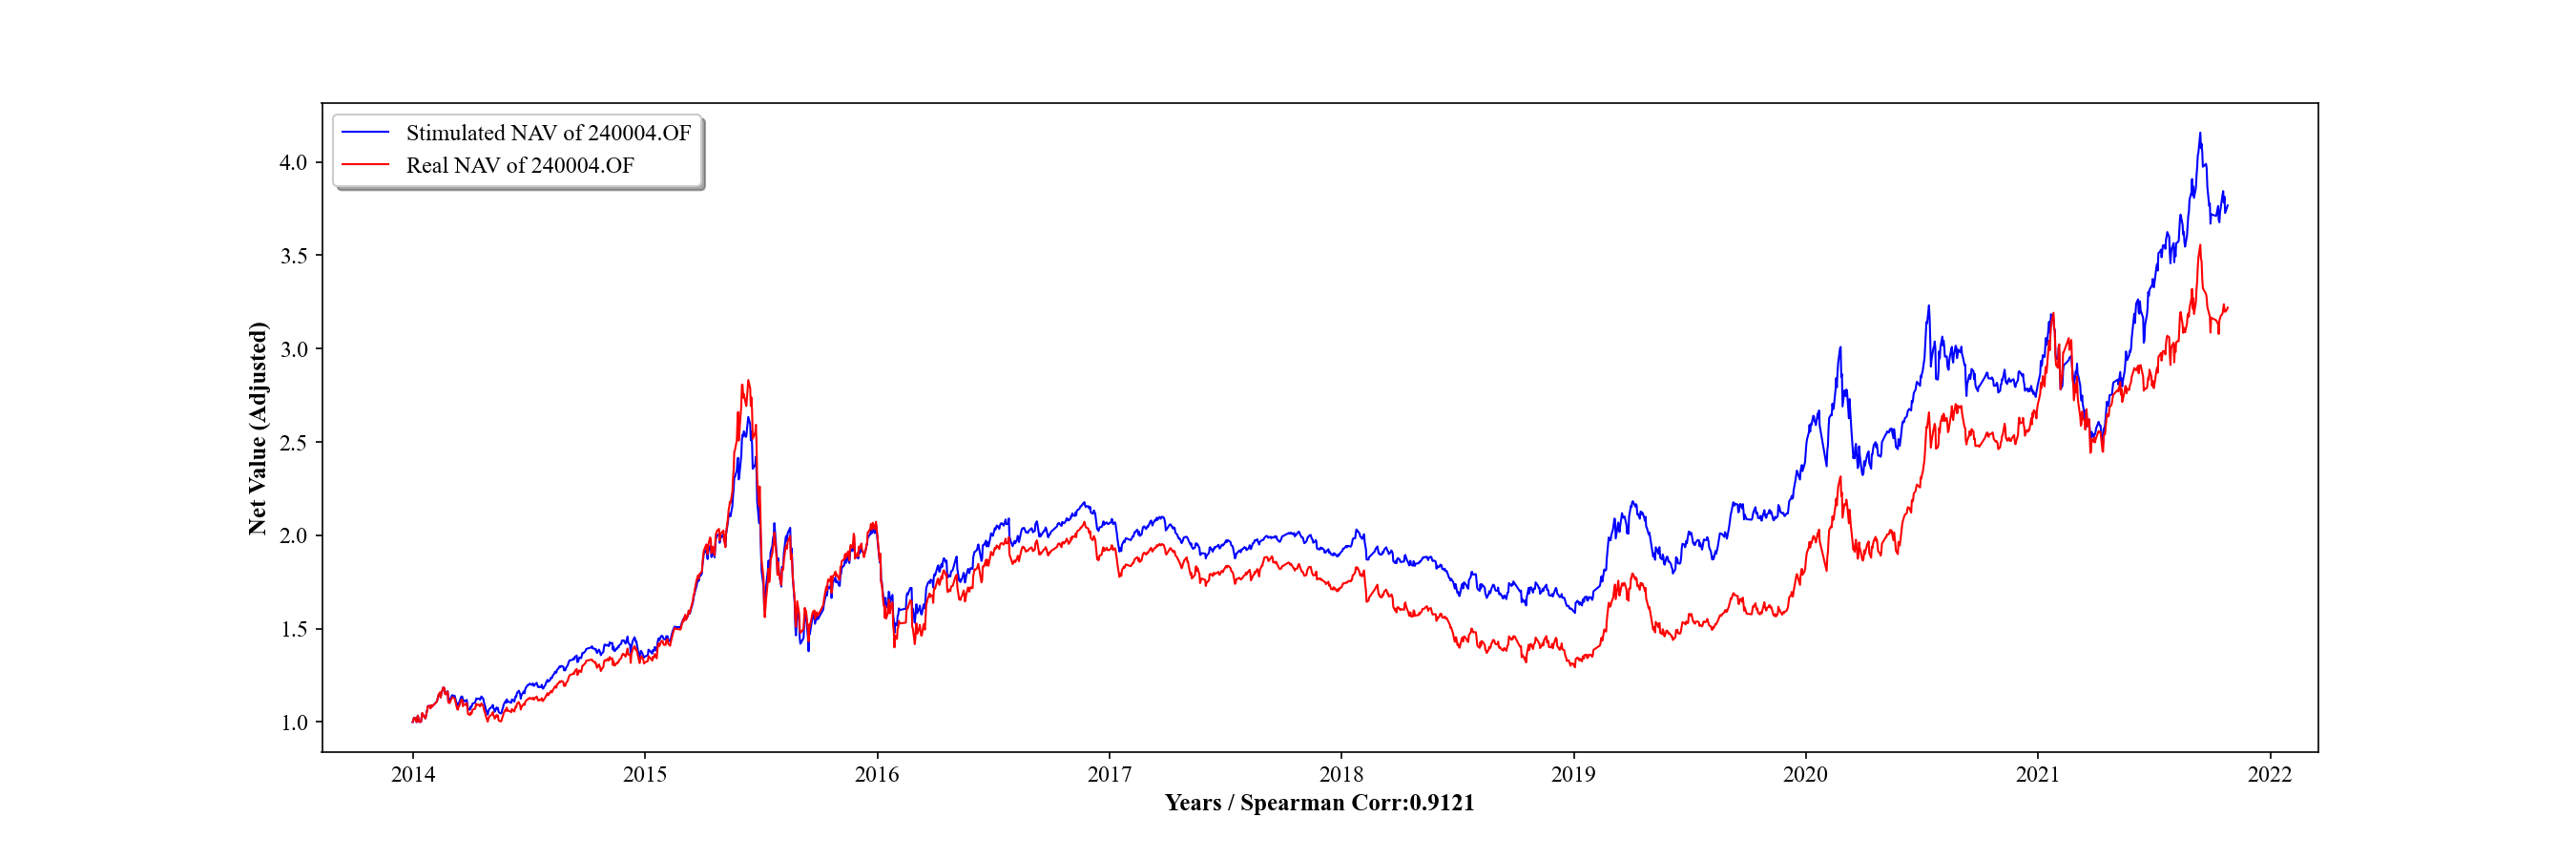 Stimulated NAV of 240004.OF
Real NAV of 240004.OF
Net Value (Adjusted)
4.0
3.5
3.0
2.5
2.0
1.5
1.0
2014 2015 2016 2017 2018 2019 2020 2021 2022
Years / Spearman Corr:0.9121